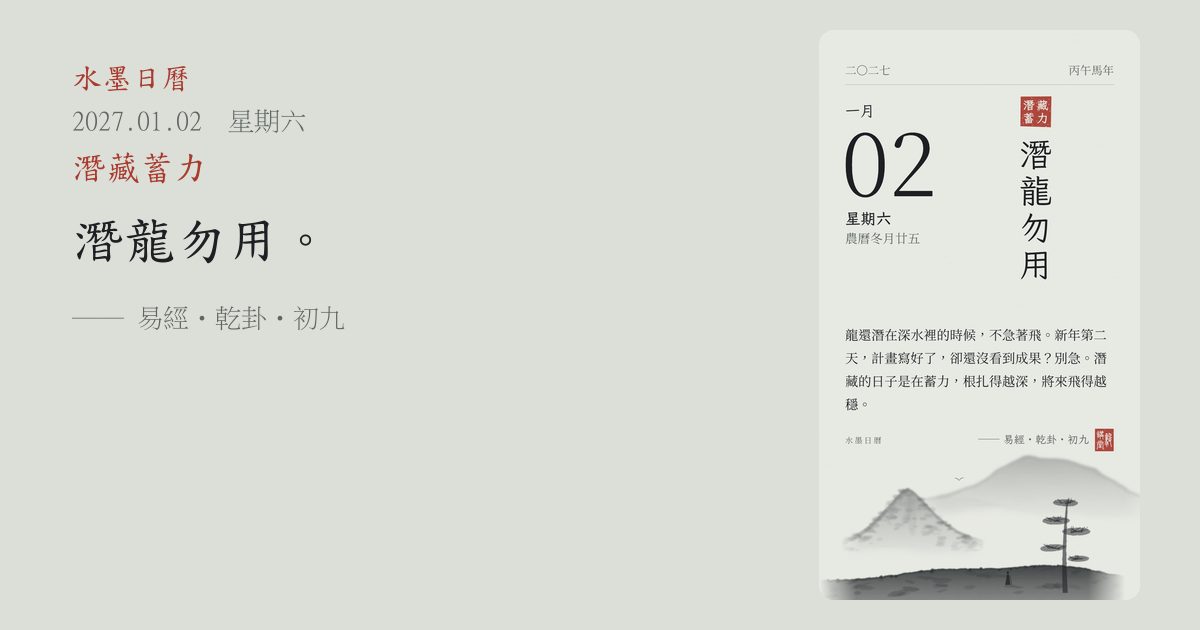 水墨日曆
2027.01.02　星期六
潛藏蓄力
潛龍勿用。
—— 易經・乾卦・初九
二〇二七
丙午馬年
一月
02
星期六
農曆冬月廿五
潛藏
蓄力
潛龍勿用
龍還潛在深水裡的時候，不急著飛。新年第二
天，計畫寫好了，卻還沒看到成果？別急。潛
藏的日子是在蓄力，根扎得越深，將來飛得越
穩。
水墨日曆
—— 易經・乾卦・初九